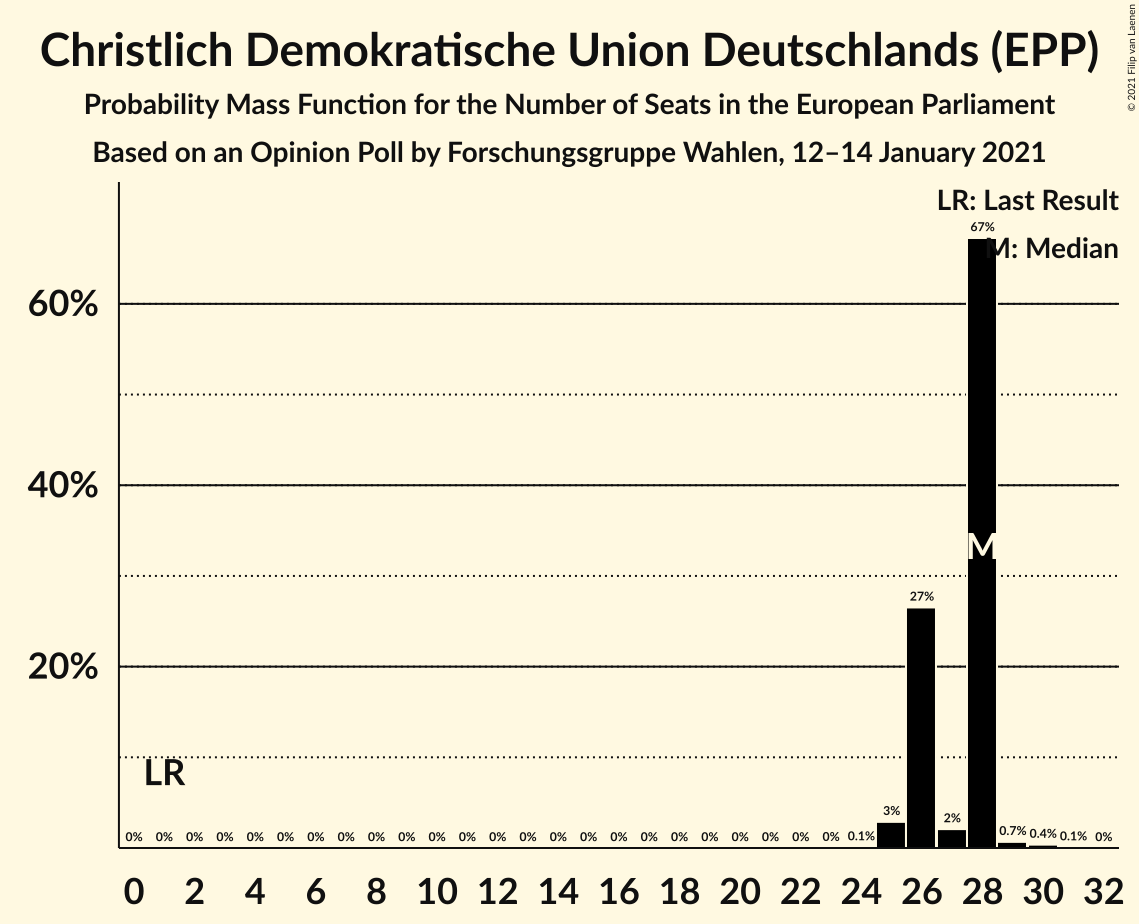 Christlich Demokratische Union Deutschlands (EPP)
Probability Mass Function for the Number of Seats in the European Parliament
Based on an Opinion Poll by Forschungsgruppe Wahlen, 12–14 January 2021
© 2021 Filip van Laenen
LR: Last Result
M: Median
67%
60%
40%
M
27%
20%
LR
0% 0% 0% 0% 0% 0% 0% 0% 0% 0% 0% 0% 0% 0% 0% 0% 0% 0% 0% 0% 0% 0% 0% 0% 0.1% 3% 2% 0.7% 0.4% 0.1% 0%
0 2 4 6 8 10 12 14 16 18 20 22 24 26 28 30 32